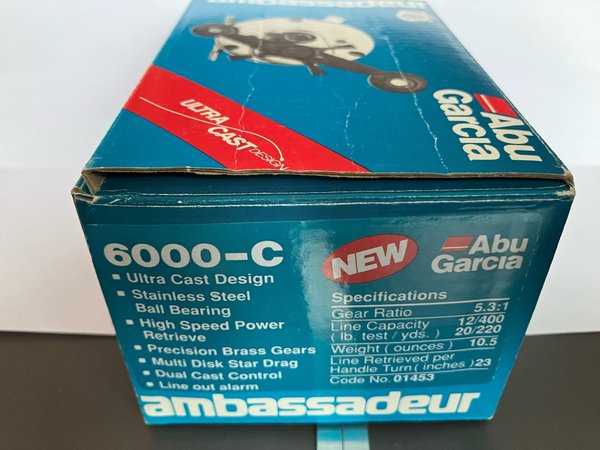 ambassadeur
ULTRA CAST DESIGN
Abu
Garcia
6000-C
NEW
Abu
Garcia
▪ Ultra Cast Design
▪ Stainless Steel
Ball Bearing
▪ High Speed Power
Retrieve
▪ Precision Brass Gears
▪ Multi Disk Star Drag
▪ Dual Cast Control
▪ Line out alarm
Specifications
Gear Ratio 5.3:1
Line Capacity 12/400
( lb. test / yds. ) 20/220
Weight ( ounces ) 10.5
Line Retrieved per
Handle Turn ( inches ) 23
Code No. 01453
ambassadeur